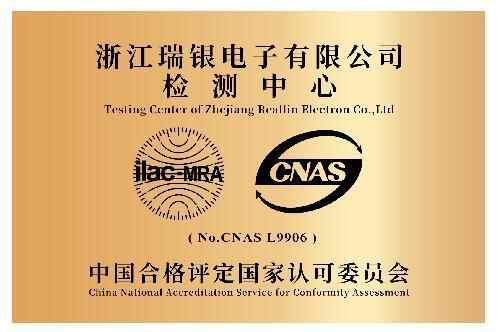 浙江瑞银电子有限公司
检测中心
Testing Center of Zhejiang Reallin Electron Co.,Ltd
ilac-MRA
CNAS
( No.CNAS L9906 )
中国合格评定国家认可委员会
China National Accreditation Service for Conformity Assessment